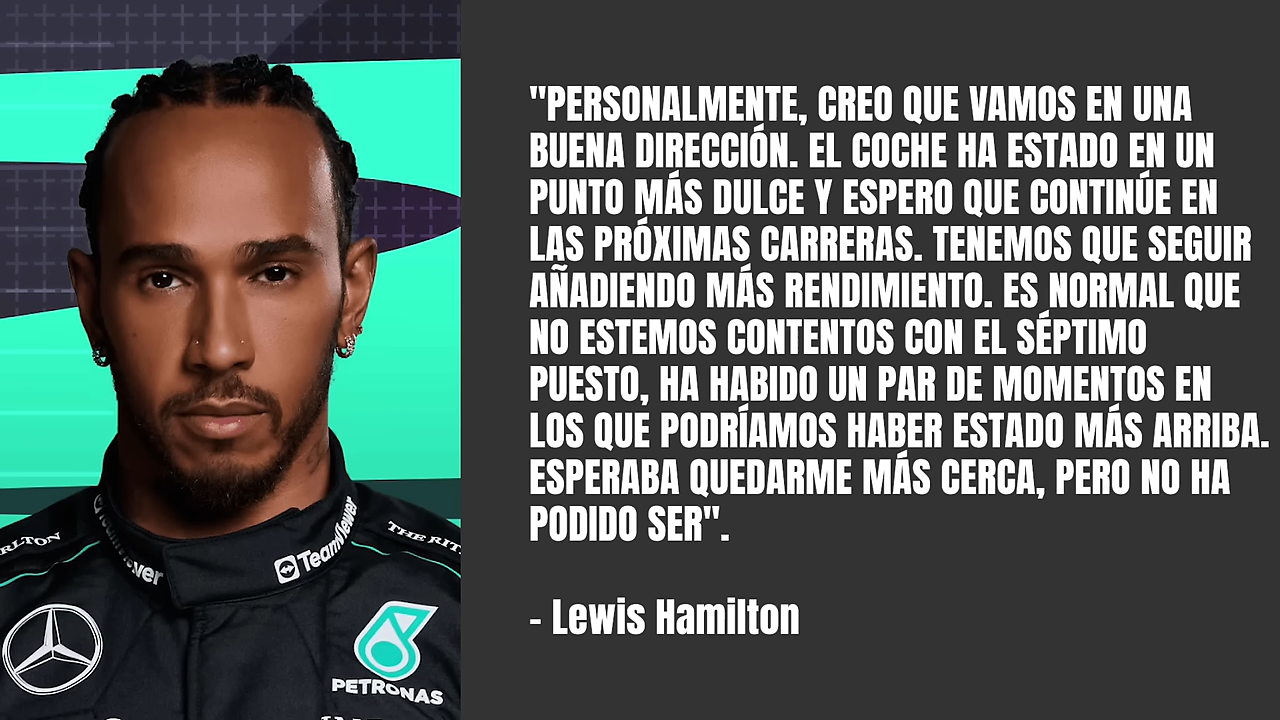 "PERSONALMENTE, CREO QUE VAMOS EN UNA
BUENA DIRECCIÓN. EL COCHE HA ESTADO EN UN
PUNTO MÁS DULCE Y ESPERO QUE CONTINÚE EN
LAS PRÓXIMAS CARRERAS. TENEMOS QUE SEGUIR
AÑADIENDO MÁS RENDIMIENTO. ES NORMAL QUE
NO ESTEMOS CONTENTOS CON EL SÉPTIMO
PUESTO, HA HABIDO UN PAR DE MOMENTOS EN
LOS QUE PODRÍAMOS HABER ESTADO MÁS ARRIBA.
ESPERABA QUEDARME MÁS CERCA, PERO NO HA
PODIDO SER".
- Lewis Hamilton
TeamViewer
THE RIT
RLTON
PETRONAS